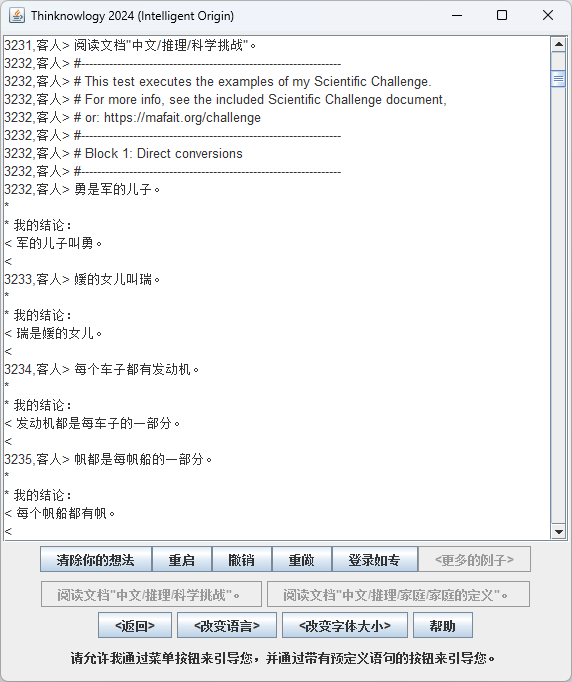 Thinknowlogy 2024 (Intelligent Origin)
3231,客人> 阅读文档"中文/推理/科学挑战"。
3232,客人> #----------------------------------------------------------
3232,客人> # This test executes the examples of my Scientific Challenge.
3232,客人> # For more info, see the included Scientific Challenge document,
3232,客人> # or: https://mafait.org/challenge
3232,客人> #----------------------------------------------------------
3232,客人> # Block 1: Direct conversions
3232,客人> #----------------------------------------------------------
3232,客人> 勇是军的儿子。
*
* 我的结论：
< 军的儿子叫勇。
<
3233,客人> 媛的女儿叫瑞。
*
* 我的结论：
< 瑞是媛的女儿。
<
3234,客人> 每个车子都有发动机。
*
* 我的结论：
< 发动机都是每车子的一部分。
<
3235,客人> 帆都是每帆船的一部分。
*
* 我的结论：
< 每个帆船都有帆。
<
清除你的想法 重启 撤销 重做 登录如专 <更多的例子>
阅读文档"中文/推理/科学挑战"。 阅读文档"中文/推理/家庭/家庭的定义"。
<返回> <改变语言> <改变字体大小> 帮助
请允许我通过菜单按钮来引导您，并通过带有预定义语句的按钮来引导您。